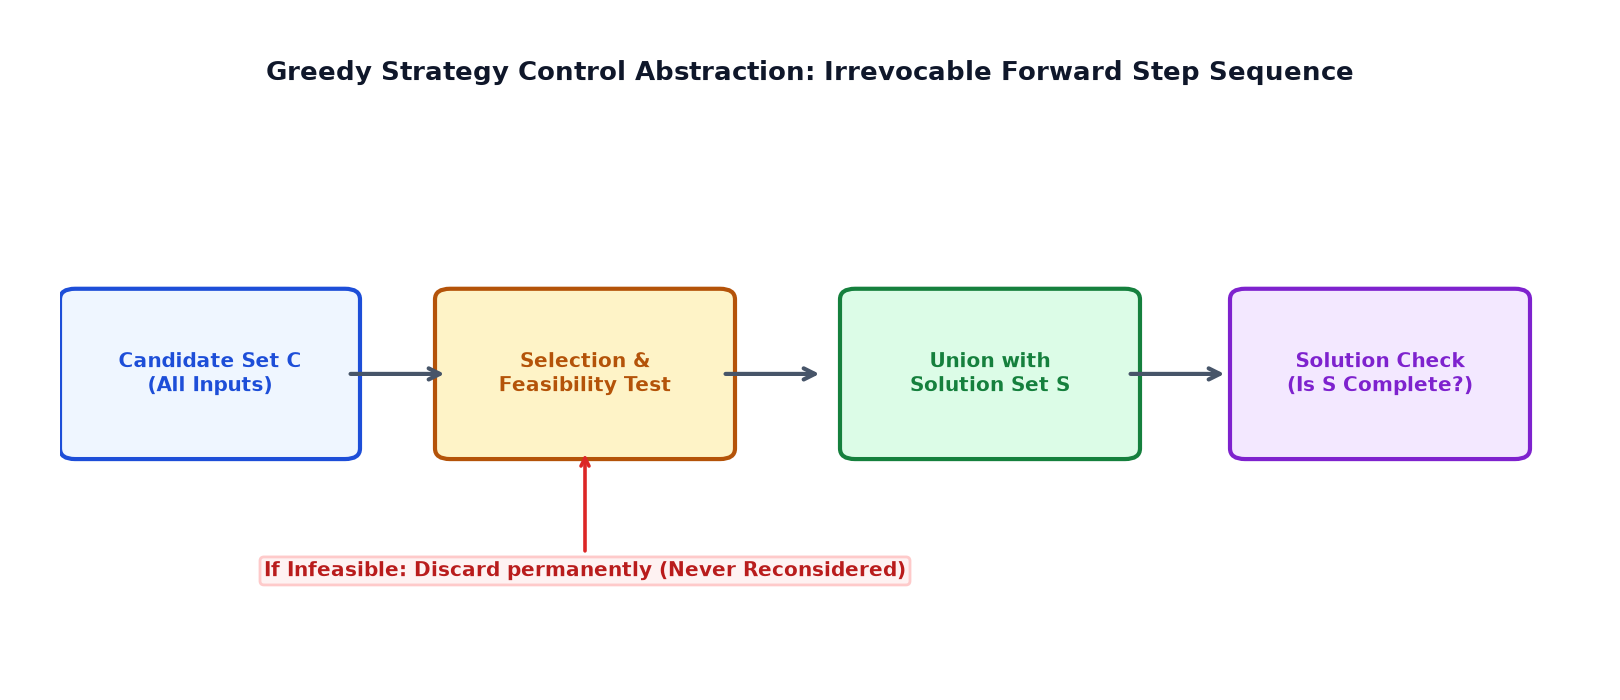 Greedy Strategy Control Abstraction: Irrevocable Forward Step Sequence
Candidate Set C
(All Inputs)
Selection &
Feasibility Test
Union with
Solution Set S
Solution Check
(Is S Complete?)
If Infeasible: Discard permanently (Never Reconsidered)